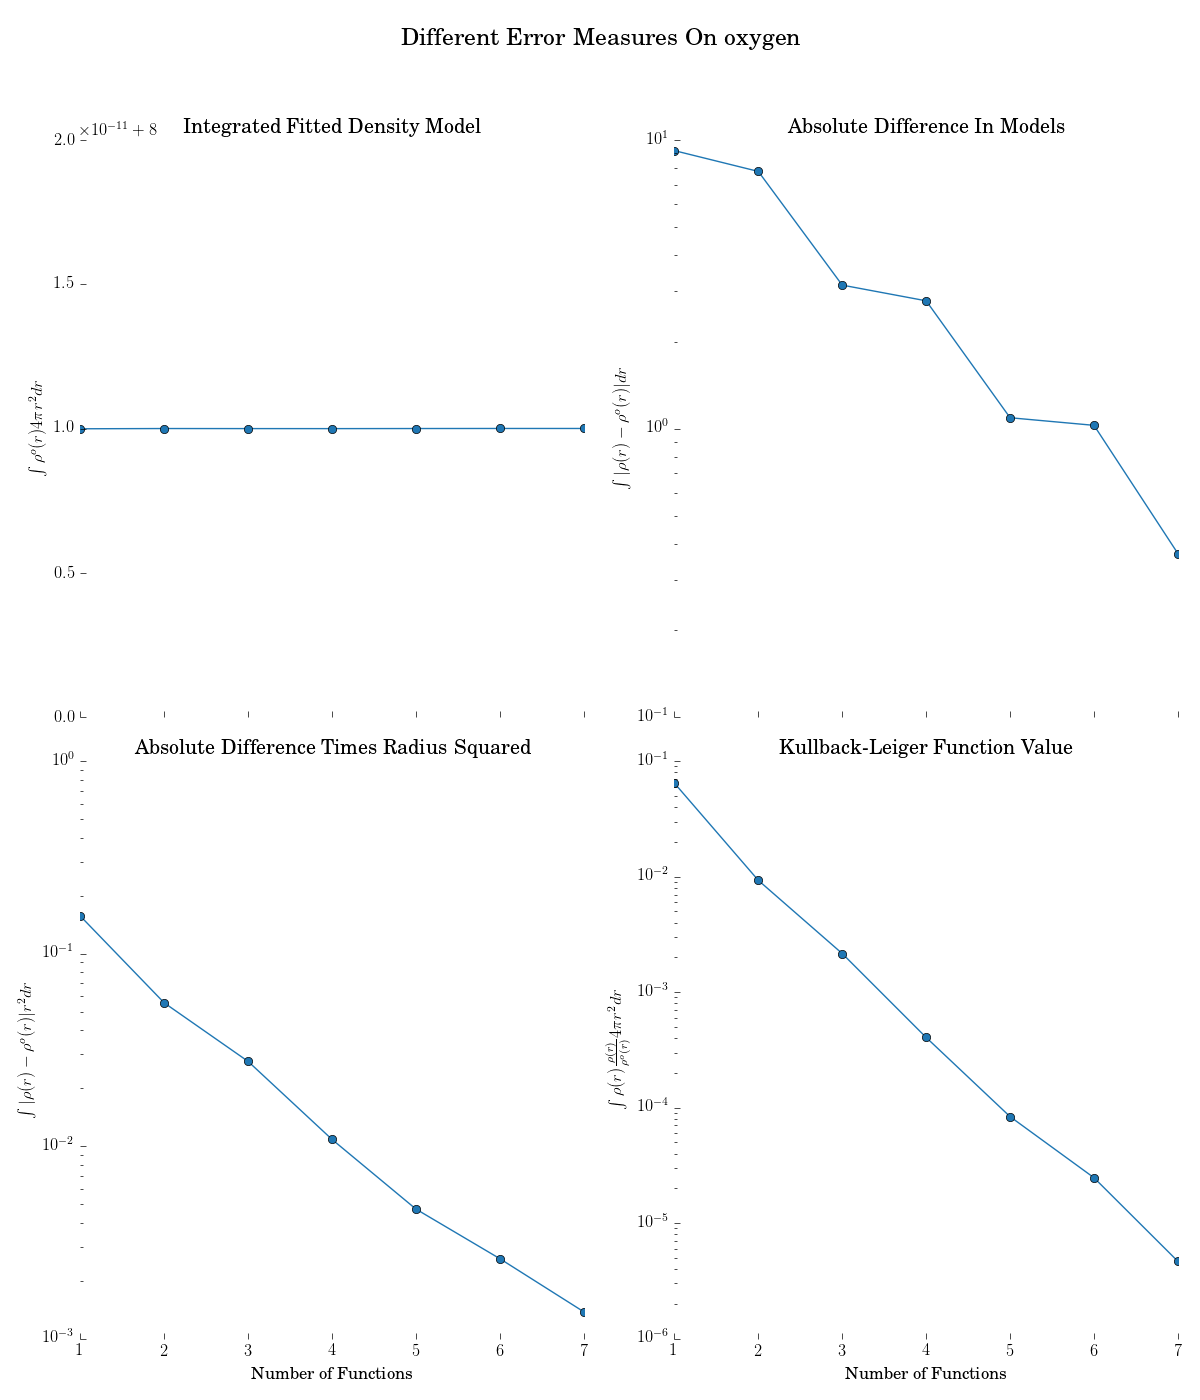 Different Error Measures On oxygen
×10⁻¹¹ + 8
Integrated Fitted Density Model
2.0
1.5
1.0
0.5
0.0
∫ ρᵒ(r)4πr²dr
Absolute Difference In Models
10¹
10⁰
10⁻¹
∫ |ρ(r) − ρᵒ(r)|dr
Absolute Difference Times Radius Squared
10⁰
10⁻¹
10⁻²
10⁻³
∫ |ρ(r) − ρᵒ(r)|r²dr
1 2 3 4 5 6 7
Number of Functions
Kullback-Leiger Function Value
10⁻¹
10⁻²
10⁻³
10⁻⁴
10⁻⁵
10⁻⁶
∫ ρ(r) ρ(r)/ρᵒ(r) 4πr²dr
1 2 3 4 5 6 7
Number of Functions